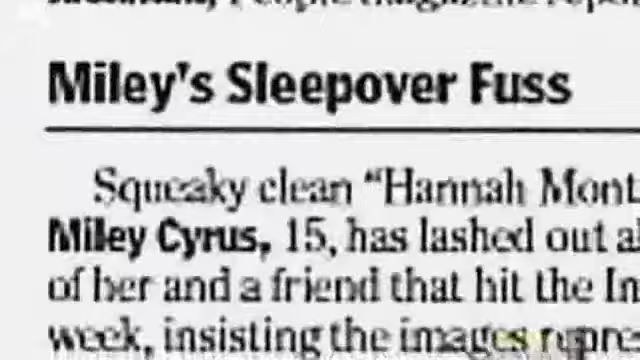 Miley's Sleepover Fuss
Squeaky clean "Hannah Mont
Miley Cyrus, 15, has lashed out
of her and a friend that hit the In
week, insisting the images repre